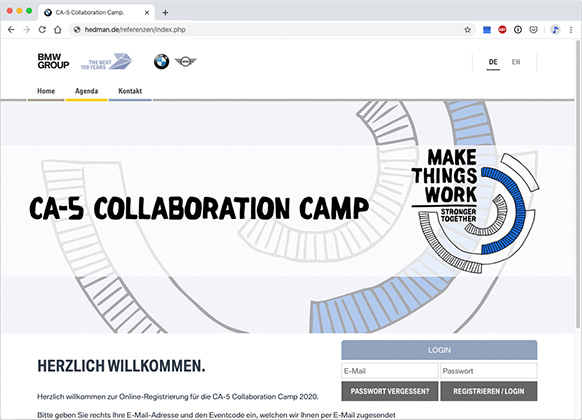 CA-5 Collaboration Camp.
hedman.de/referenzen/index.php
BMW
GROUP
THE NEXT
100 YEARS
DE EN
Home Agenda Kontakt
CA-5 COLLABORATION CAMP
MAKE
THINGS
WORK
STRONGER
TOGETHER
HERZLICH WILLKOMMEN.
Herzlich willkommen zur Online-Registrierung für die CA-5 Collaboration Camp 2020.
Bitte geben Sie rechts Ihre E-Mail-Adresse und den Eventcode ein, welchen wir Ihnen per E-Mail zugesendet
LOGIN
E-Mail Passwort
PASSWORT VERGESSEN? REGISTRIEREN / LOGIN